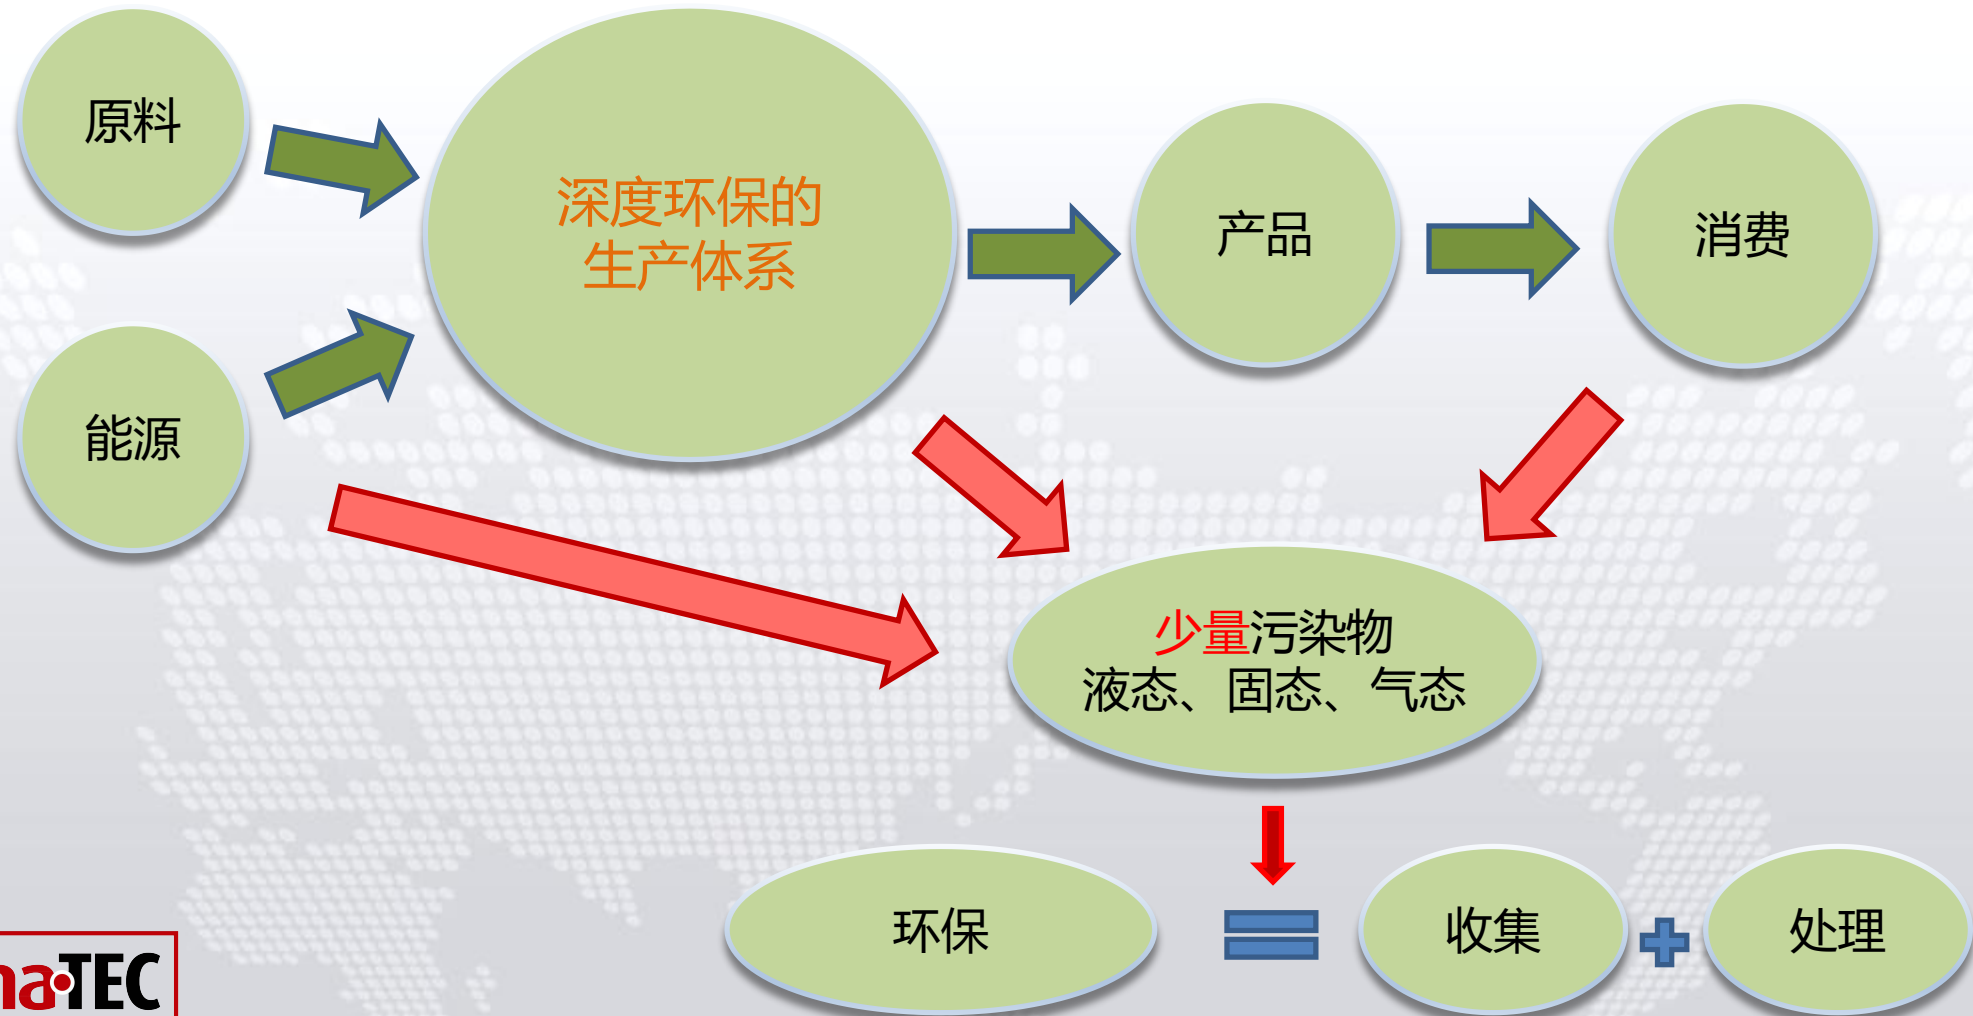 原料
深度环保的
生产体系
产品
消费
能源
少量污染物
液态、固态、气态
环保
收集
处理
TEC